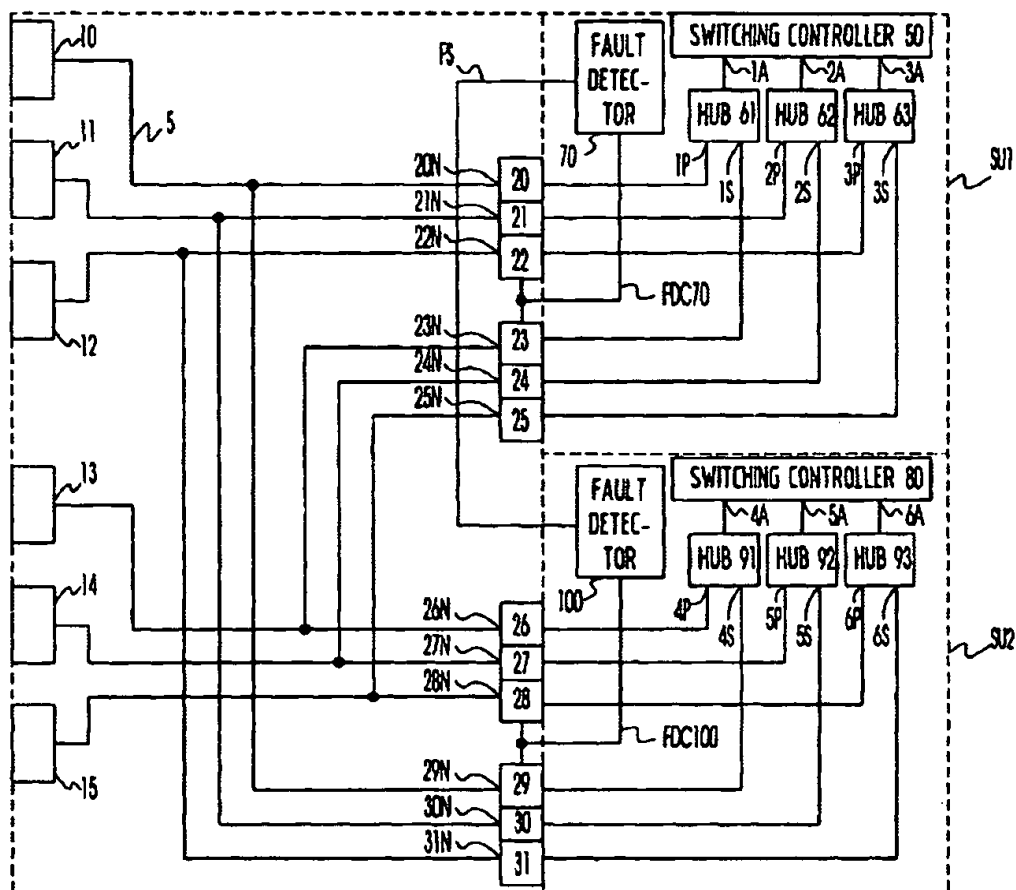 10
11
5
12
13
14
15
FS
FAULT
DETEC-
TOR
70
SWITCHING CONTROLLER 50
1A
2A
3A
HUB 61
HUB 62
HUB 63
1P
1S
2P
2S
3P
3S
SU1
20N
20
21N
21
22N
22
FDC70
23N
23
24N
24
25N
25
FAULT
DETEC-
TOR
100
SWITCHING CONTROLLER 80
4A
5A
6A
HUB 91
HUB 92
HUB 93
4P
4S
5P
5S
6P
6S
SU2
26N
26
27N
27
28N
28
FDC100
29N
29
30N
30
31N
31